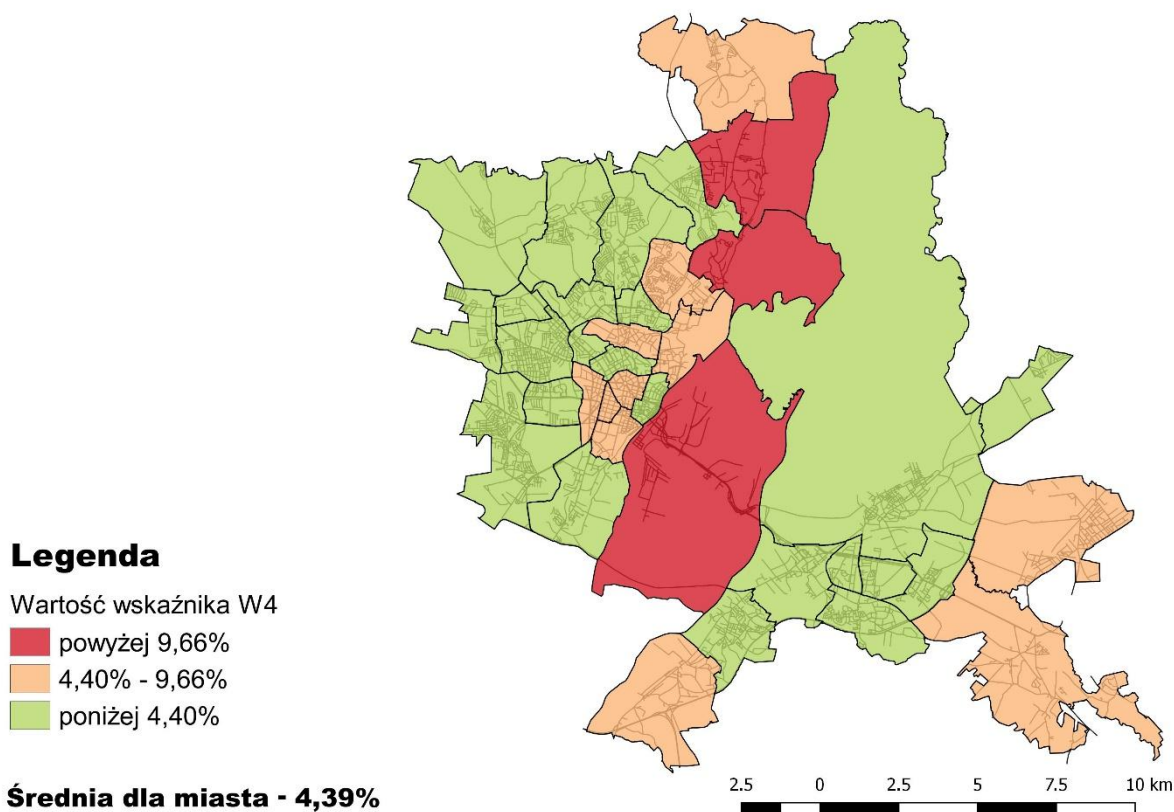 Legenda
Wartość wskaźnika W4
powyżej 9,66%
4,40% - 9,66%
poniżej 4,40%
Średnia dla miasta - 4,39%
2.5 0 2.5 5 7.5 10 km